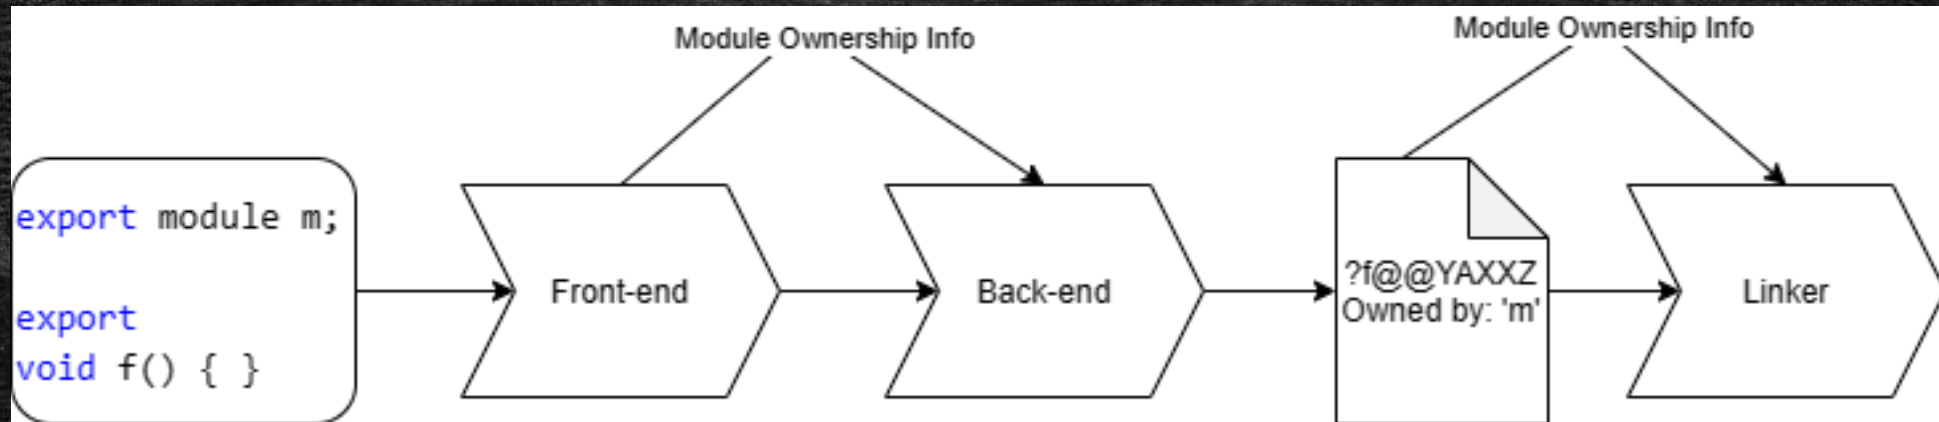 Module Ownership Info
Module Ownership Info
export module m;
export
void f() { }
Front-end
Back-end
?f@@YAXXZ
Owned by: 'm'
Linker